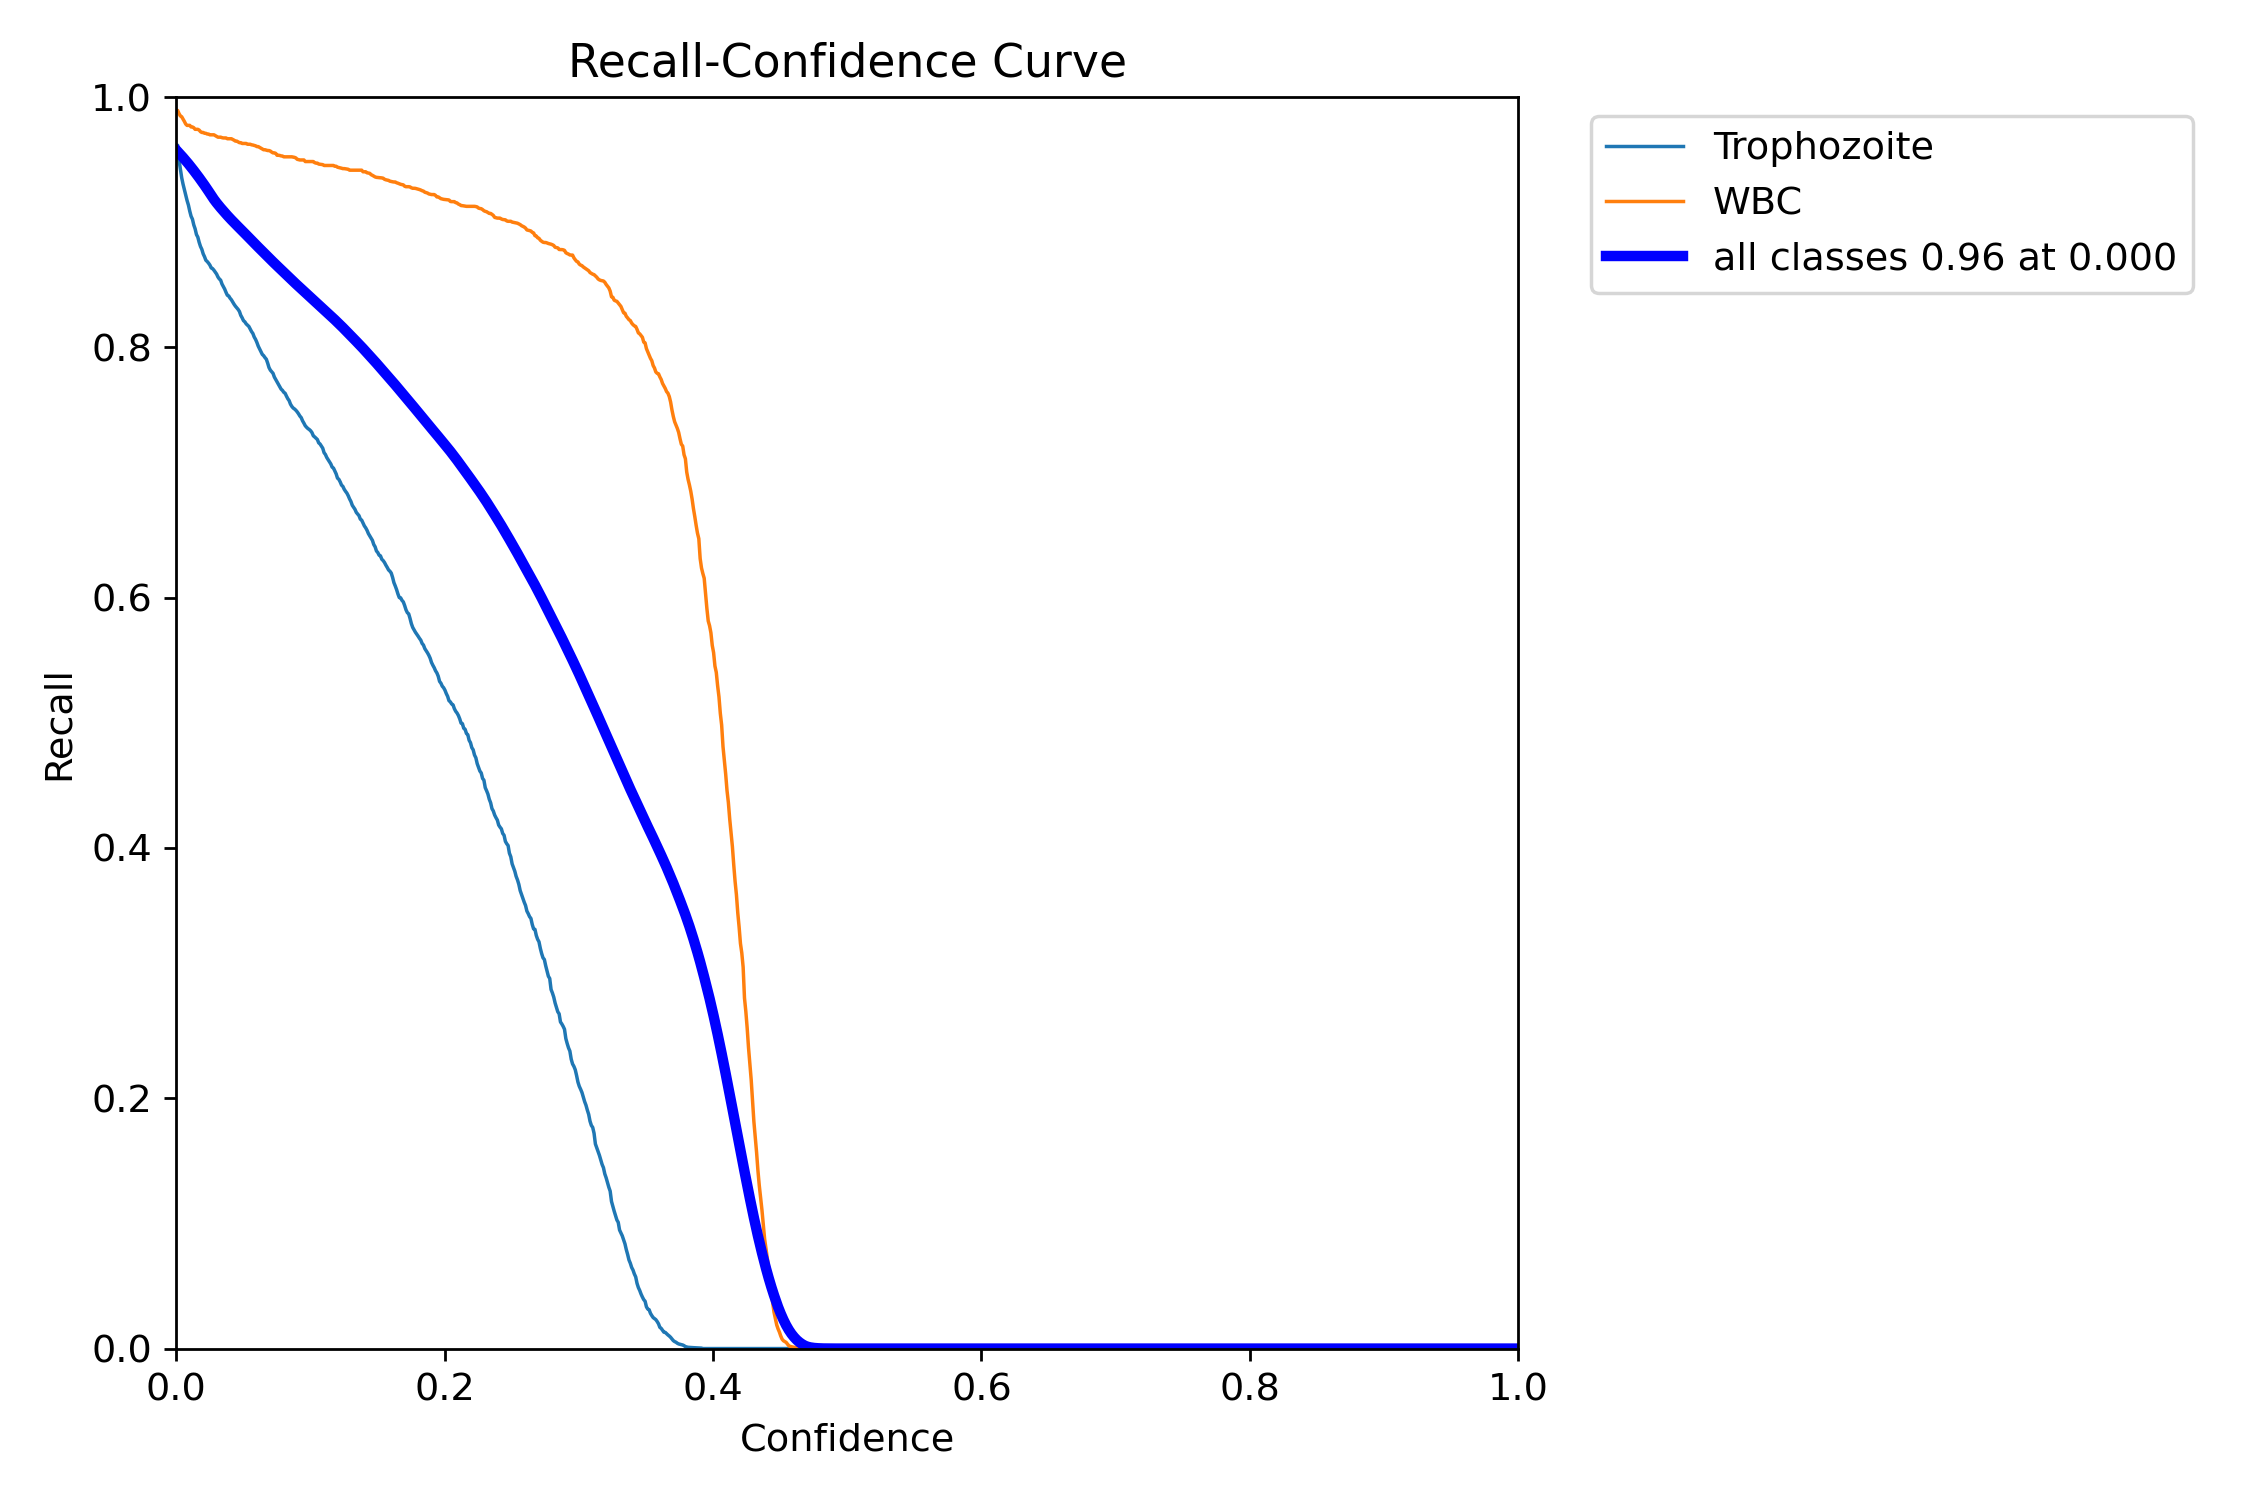 Recall-Confidence Curve
1.0
0.8
0.6
0.4
0.2
0.0
Recall
0.0 0.2 0.4 0.6 0.8 1.0
Confidence
Trophozoite
WBC
all classes 0.96 at 0.000